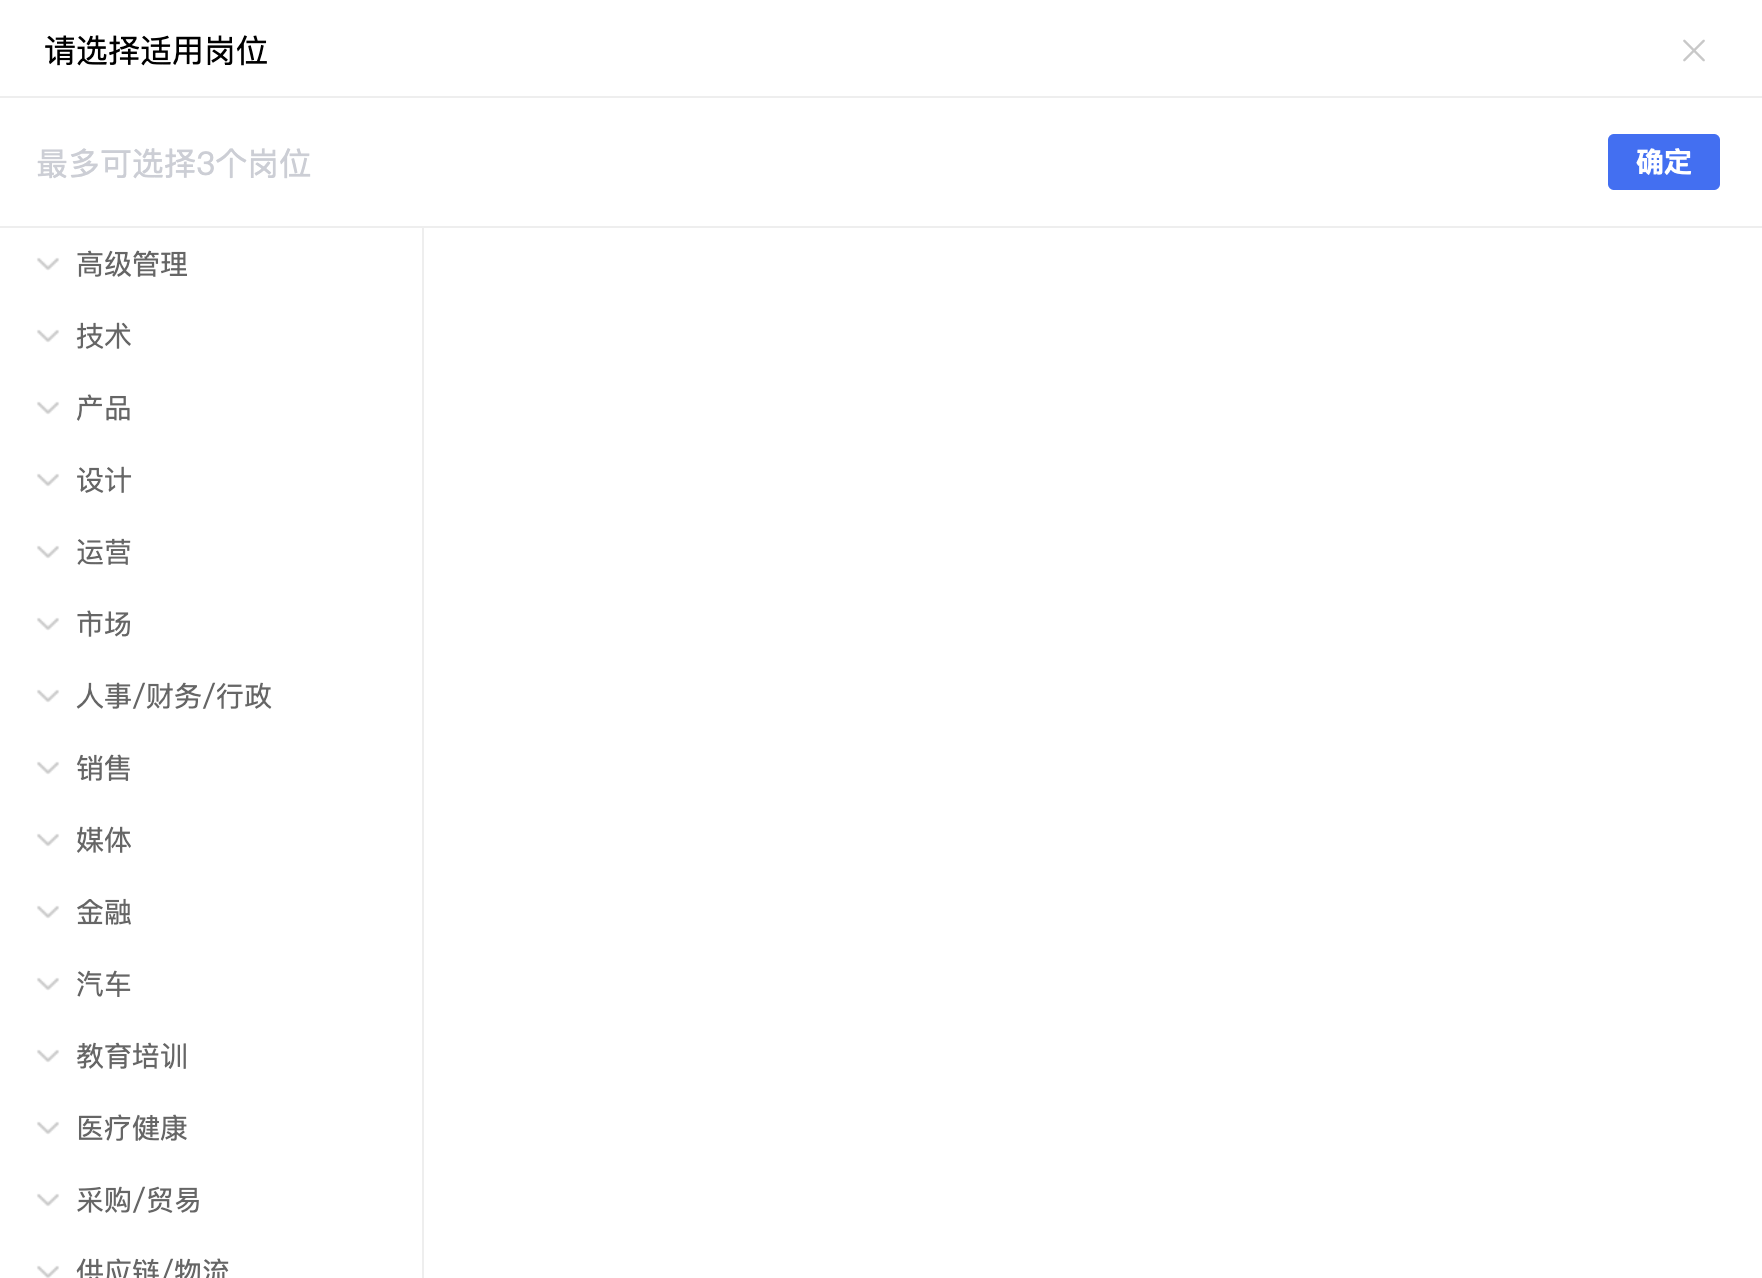 请选择适用岗位
最多可选择3个岗位
确定
高级管理
技术
产品
设计
运营
市场
人事/财务/行政
销售
媒体
金融
汽车
教育培训
医疗健康
采购/贸易
供应链/物流